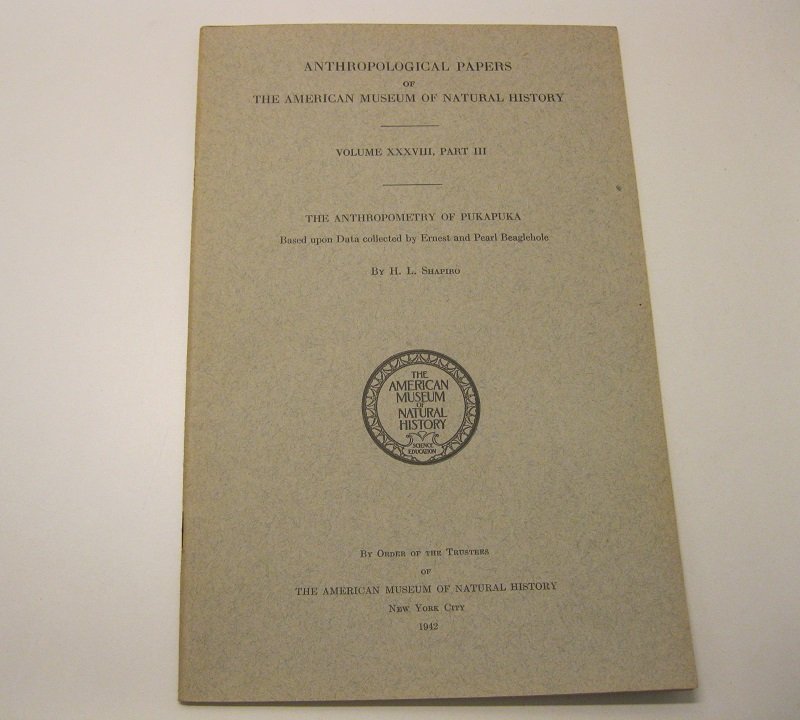 ANTHROPOLOGICAL PAPERS
OF
THE AMERICAN MUSEUM OF NATURAL HISTORY
VOLUME XXXVIII, PART III
THE ANTHROPOMETRY OF PUKAPUKA
Based upon Data collected by Ernest and Pearl Beaglehole
BY H. L. SHAPIRO
THE
AMERICAN
MUSEUM
OF
NATURAL
HISTORY
SCIENCE
EDUCATION
BY ORDER OF THE TRUSTEES
OF
THE AMERICAN MUSEUM OF NATURAL HISTORY
NEW YORK CITY
1942